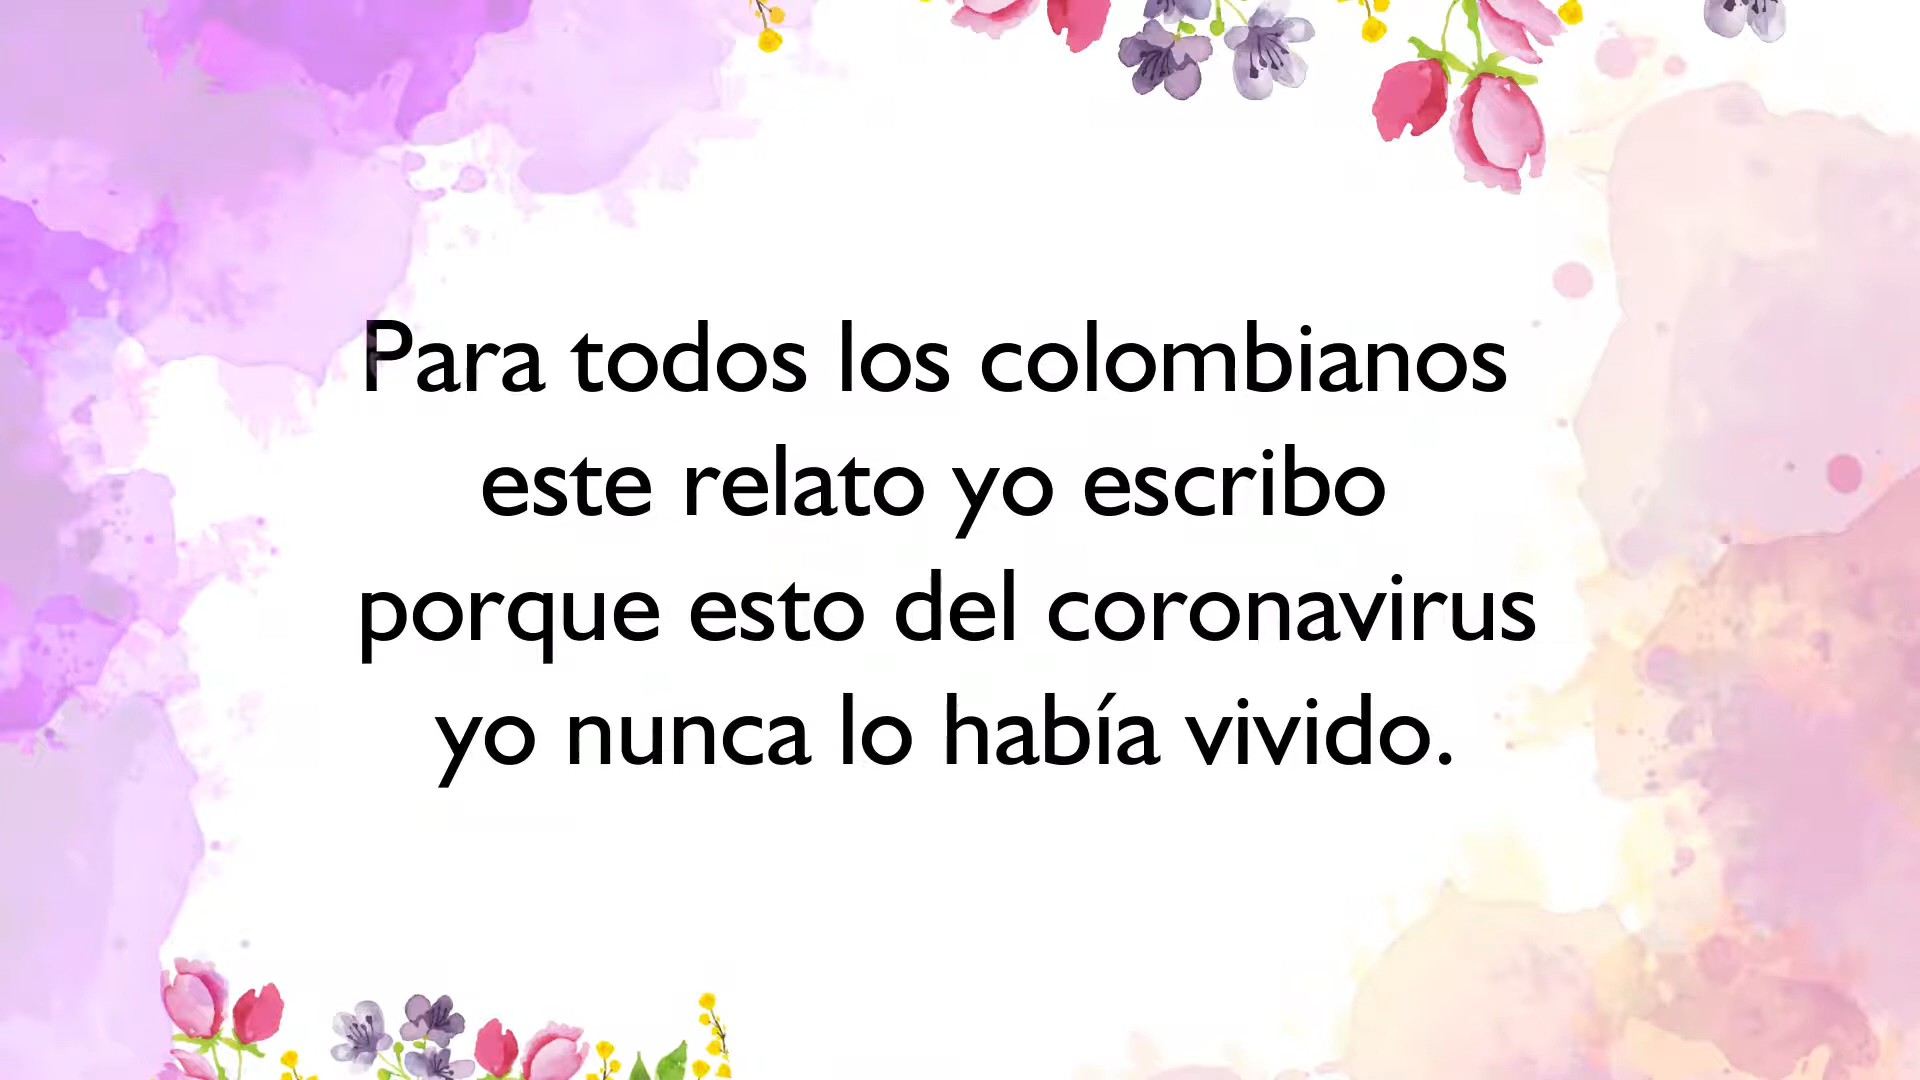 Para todos los colombianos
este relato yo escribo
porque esto del coronavirus
yo nunca lo había vivido.